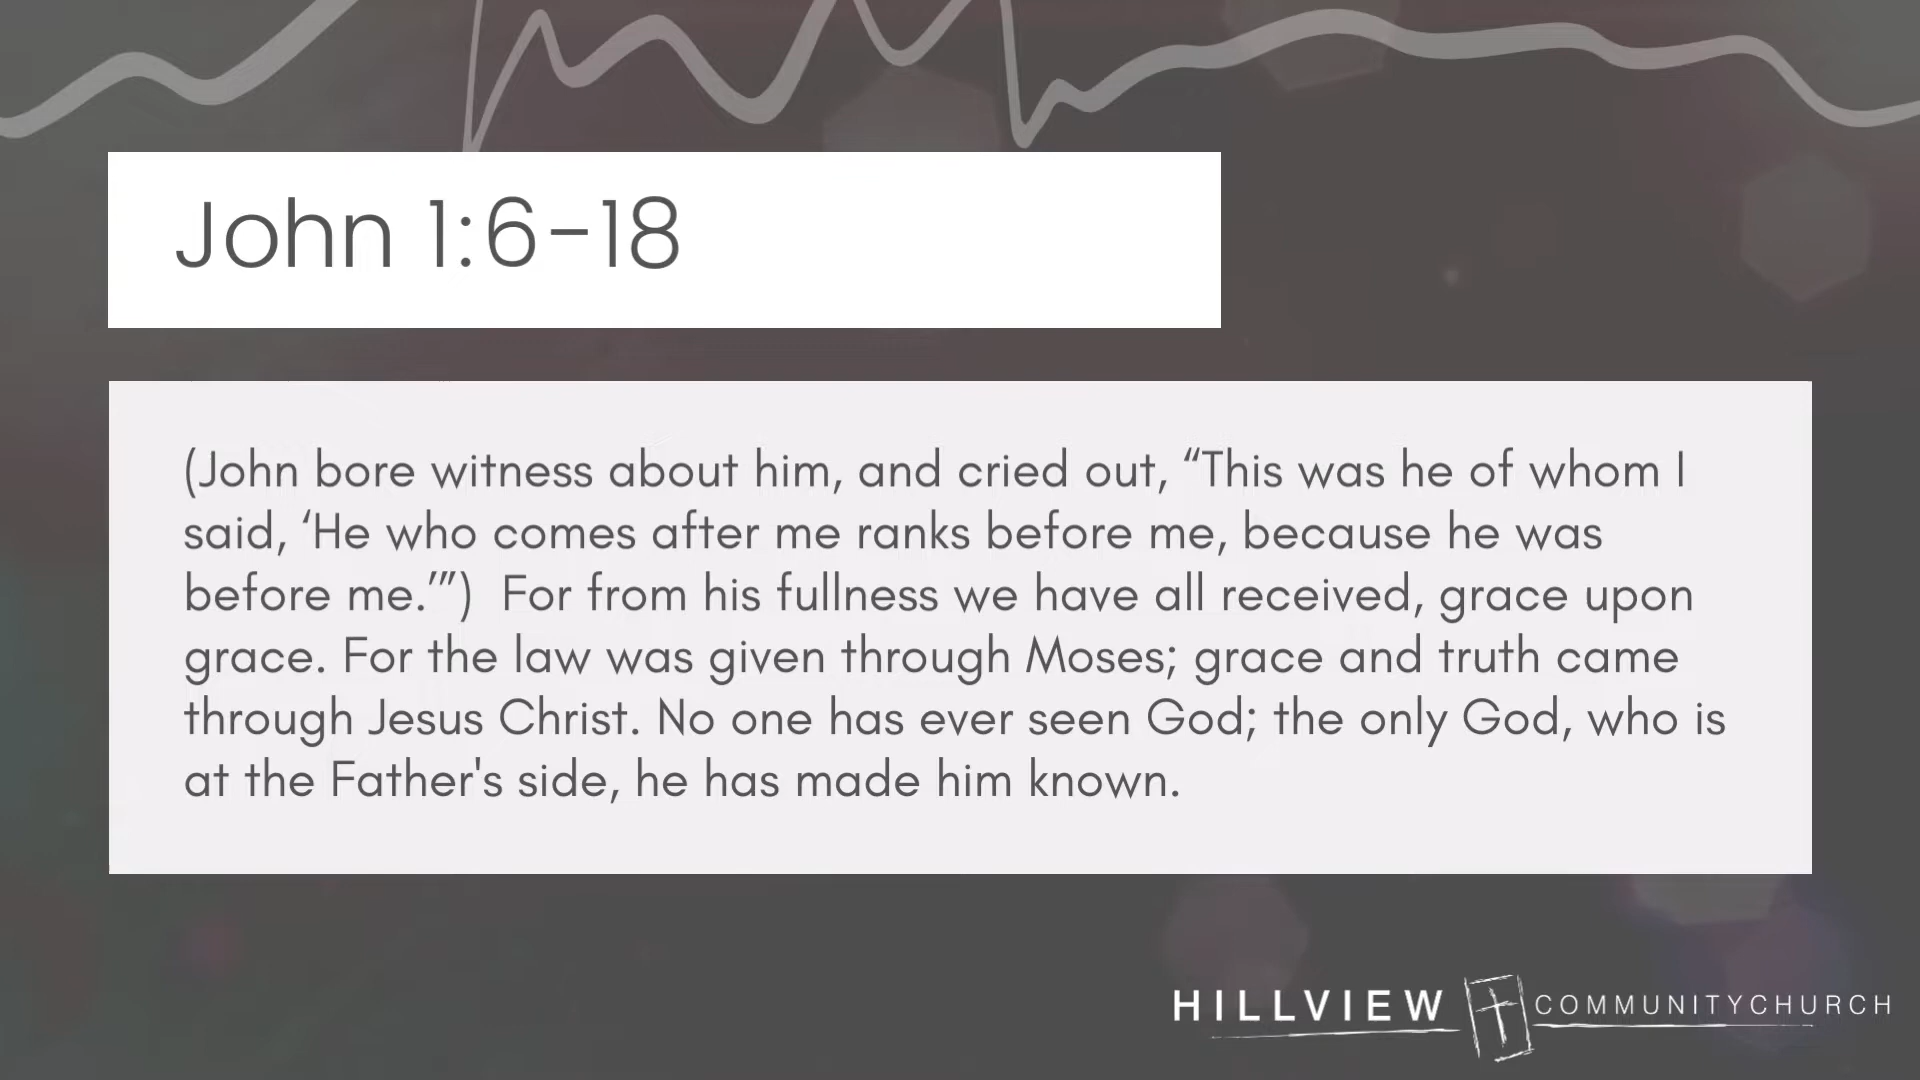 John 1:6-18
(John bore witness about him, and cried out, “This was he of whom I
said, ‘He who comes after me ranks before me, because he was
before me.’”)  For from his fullness we have all received, grace upon
grace. For the law was given through Moses; grace and truth came
through Jesus Christ. No one has ever seen God; the only God, who is
at the Father's side, he has made him known.
HILLVIEW COMMUNITYCHURCH